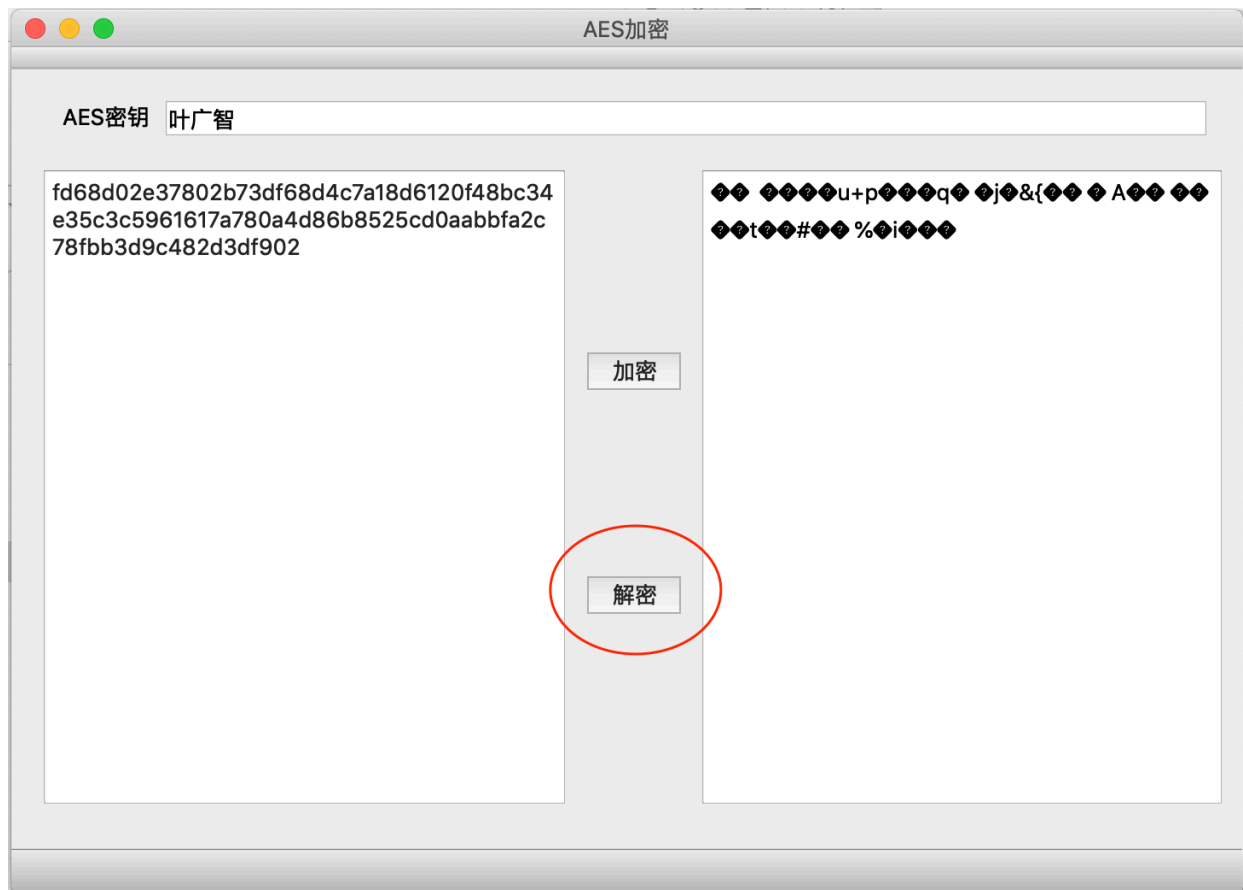 AES加密
AES密钥 叶广智
fd68d02e37802b73df68d4c7a18d6120f48bc34
e35c3c5961617a780a4d86b8525cd0aabbfa2c
78fbb3d9c482d3df902
�� ����u+p���q� �j�&{�� � A�� ��
��t��#�� %�i���
加密
解密